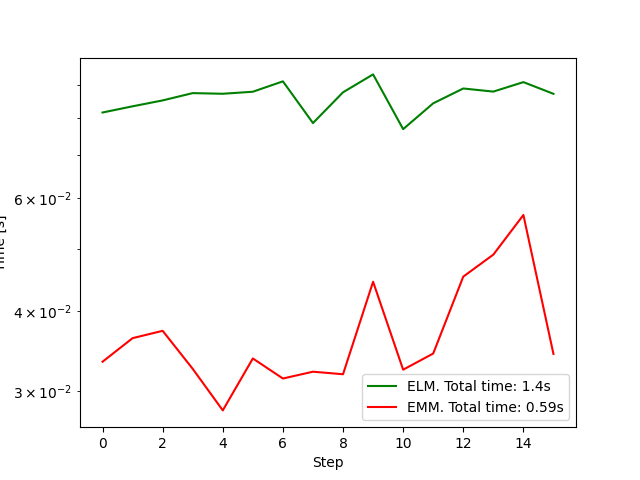 6 × 10⁻²
4 × 10⁻²
3 × 10⁻²
Time [s]
0 2 4 6 8 10 12 14
Step
ELM. Total time: 1.4s
EMM. Total time: 0.59s